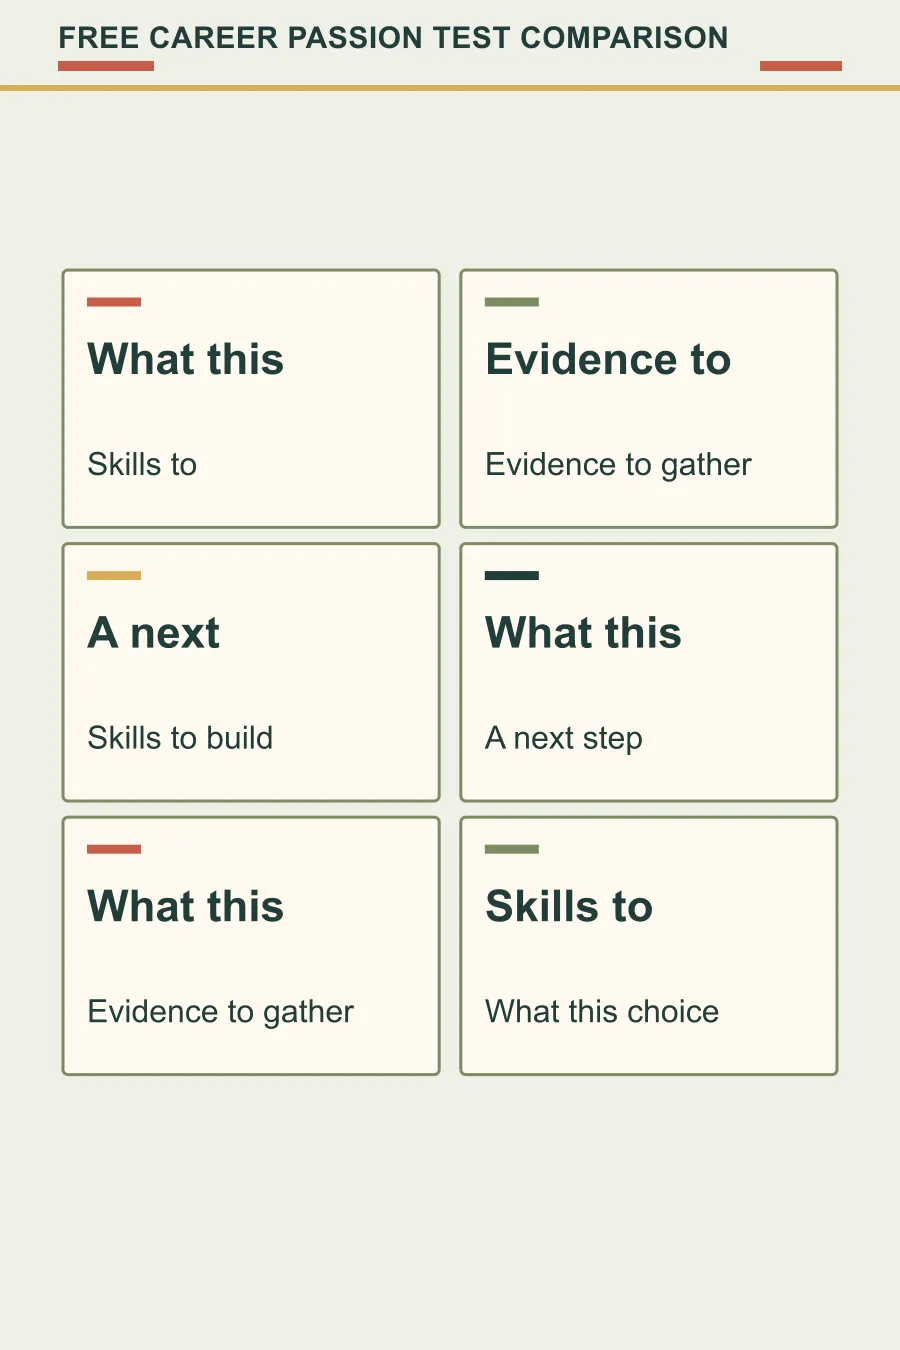 FREE CAREER PASSION TEST COMPARISON
What this
Skills to
Evidence to
Evidence to gather
A next
Skills to build
What this
A next step
What this
Evidence to gather
Skills to
What this choice